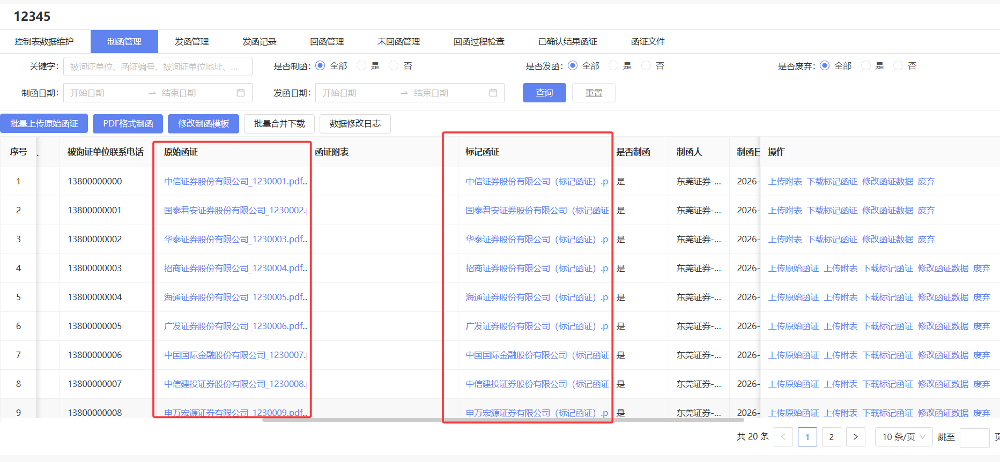 12345
控制表数据维护 制函管理 发函管理 发函记录 回函管理 未回函管理 回函过程检查 已确认结果函证 函证文件
关键字: 被询证单位、函证编号、被询证单位地址、... 是否制函: 全部 是 否 是否发函: 全部 是 否 是否废弃: 全部 是 否
制函日期: 开始日期 → 结束日期 发函日期: 开始日期 → 结束日期 查询 重置
批量上传原始函证 PDF格式制函 修改制函模板 批量合并下载 数据修改日志
序号 被询证单位联系电话 原始函证 函证附表 标记函证 是否制函 制函人 制函日 操作
1 13800000000 中信证券股份有限公司_1230001.pdf... 中信证券股份有限公司（标记函证）.p 是 东莞证券-... 2026- 上传附表 下载标记函证 修改函证数据 废弃
2 13800000001 国泰君安证券股份有限公司_1230002. 国泰君安证券股份有限公司（标记函证 是 东莞证券-... 2026- 上传附表 下载标记函证 修改函证数据 废弃
3 13800000002 华泰证券股份有限公司_1230003.pdf... 华泰证券股份有限公司（标记函证）.p 是 东莞证券-... 2026- 上传附表 下载标记函证 修改函证数据 废弃
4 13800000003 招商证券股份有限公司_1230004.pdf... 招商证券股份有限公司（标记函证）.p 是 东莞证券-... 2026- 上传原始函证 上传附表 下载标记函证 修改函证数据 废弃
5 13800000004 海通证券股份有限公司_1230005.pdf... 海通证券股份有限公司（标记函证）.p 是 东莞证券-... 2026- 上传原始函证 上传附表 下载标记函证 修改函证数据 废弃
6 13800000005 广发证券股份有限公司_1230006.pdf... 广发证券股份有限公司（标记函证）.p 是 东莞证券-... 2026- 上传原始函证 上传附表 下载标记函证 修改函证数据 废弃
7 13800000006 中国国际金融股份有限公司_1230007. 中国国际金融股份有限公司（标记函证 是 东莞证券-... 2026- 上传原始函证 上传附表 下载标记函证 修改函证数据 废弃
8 13800000007 中信建投证券股份有限公司_1230008. 中信建投证券股份有限公司（标记函证 是 东莞证券-... 2026- 上传原始函证 上传附表 下载标记函证 修改函证数据 废弃
9 13800000008 申万宏源证券有限公司_1230009.pdf... 申万宏源证券有限公司（标记函证）.p 是 东莞证券-... 2026- 上传原始函证 上传附表 下载标记函证 修改函证数据 废弃
共 20 条 < 1 2 > 10 条/页 跳至 页